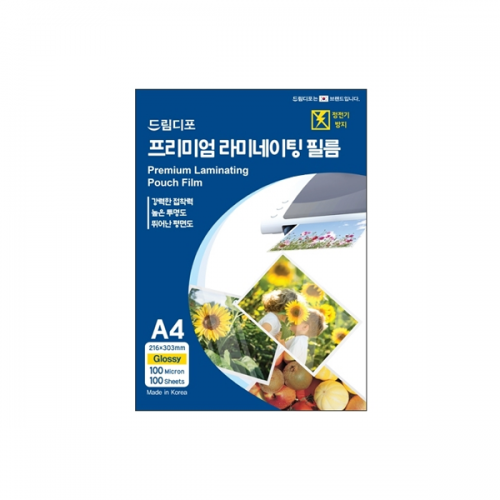 드림디포는 🇰🇷 브랜드입니다.
정전기
방지
드림디포
프리미엄 라미네이팅 필름
Premium Laminating
Pouch Film
강력한 접착력
높은 투명도
뛰어난 평면도
A4
216×303mm
Glossy
100 Micron
100 Sheets
Made in Korea